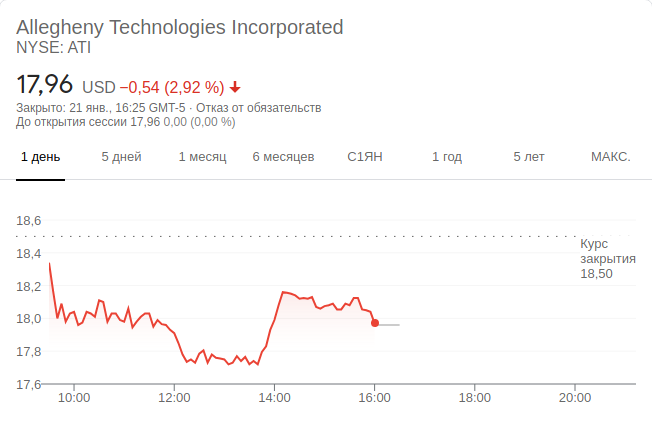 Allegheny Technologies Incorporated
NYSE: ATI
17,96 USD −0,54 (2,92 %)
Закрыто: 21 янв., 16:25 GMT-5 · Отказ от обязательств
До открытия сессии 17,96 0,00 (0,00 %)
1 день 5 дней 1 месяц 6 месяцев С1ЯН 1 год 5 лет МАКС.
18,6
18,4
18,2
18,0
17,8
17,6
Курс
закрытия
18,50
10:00 12:00 14:00 16:00 18:00 20:00